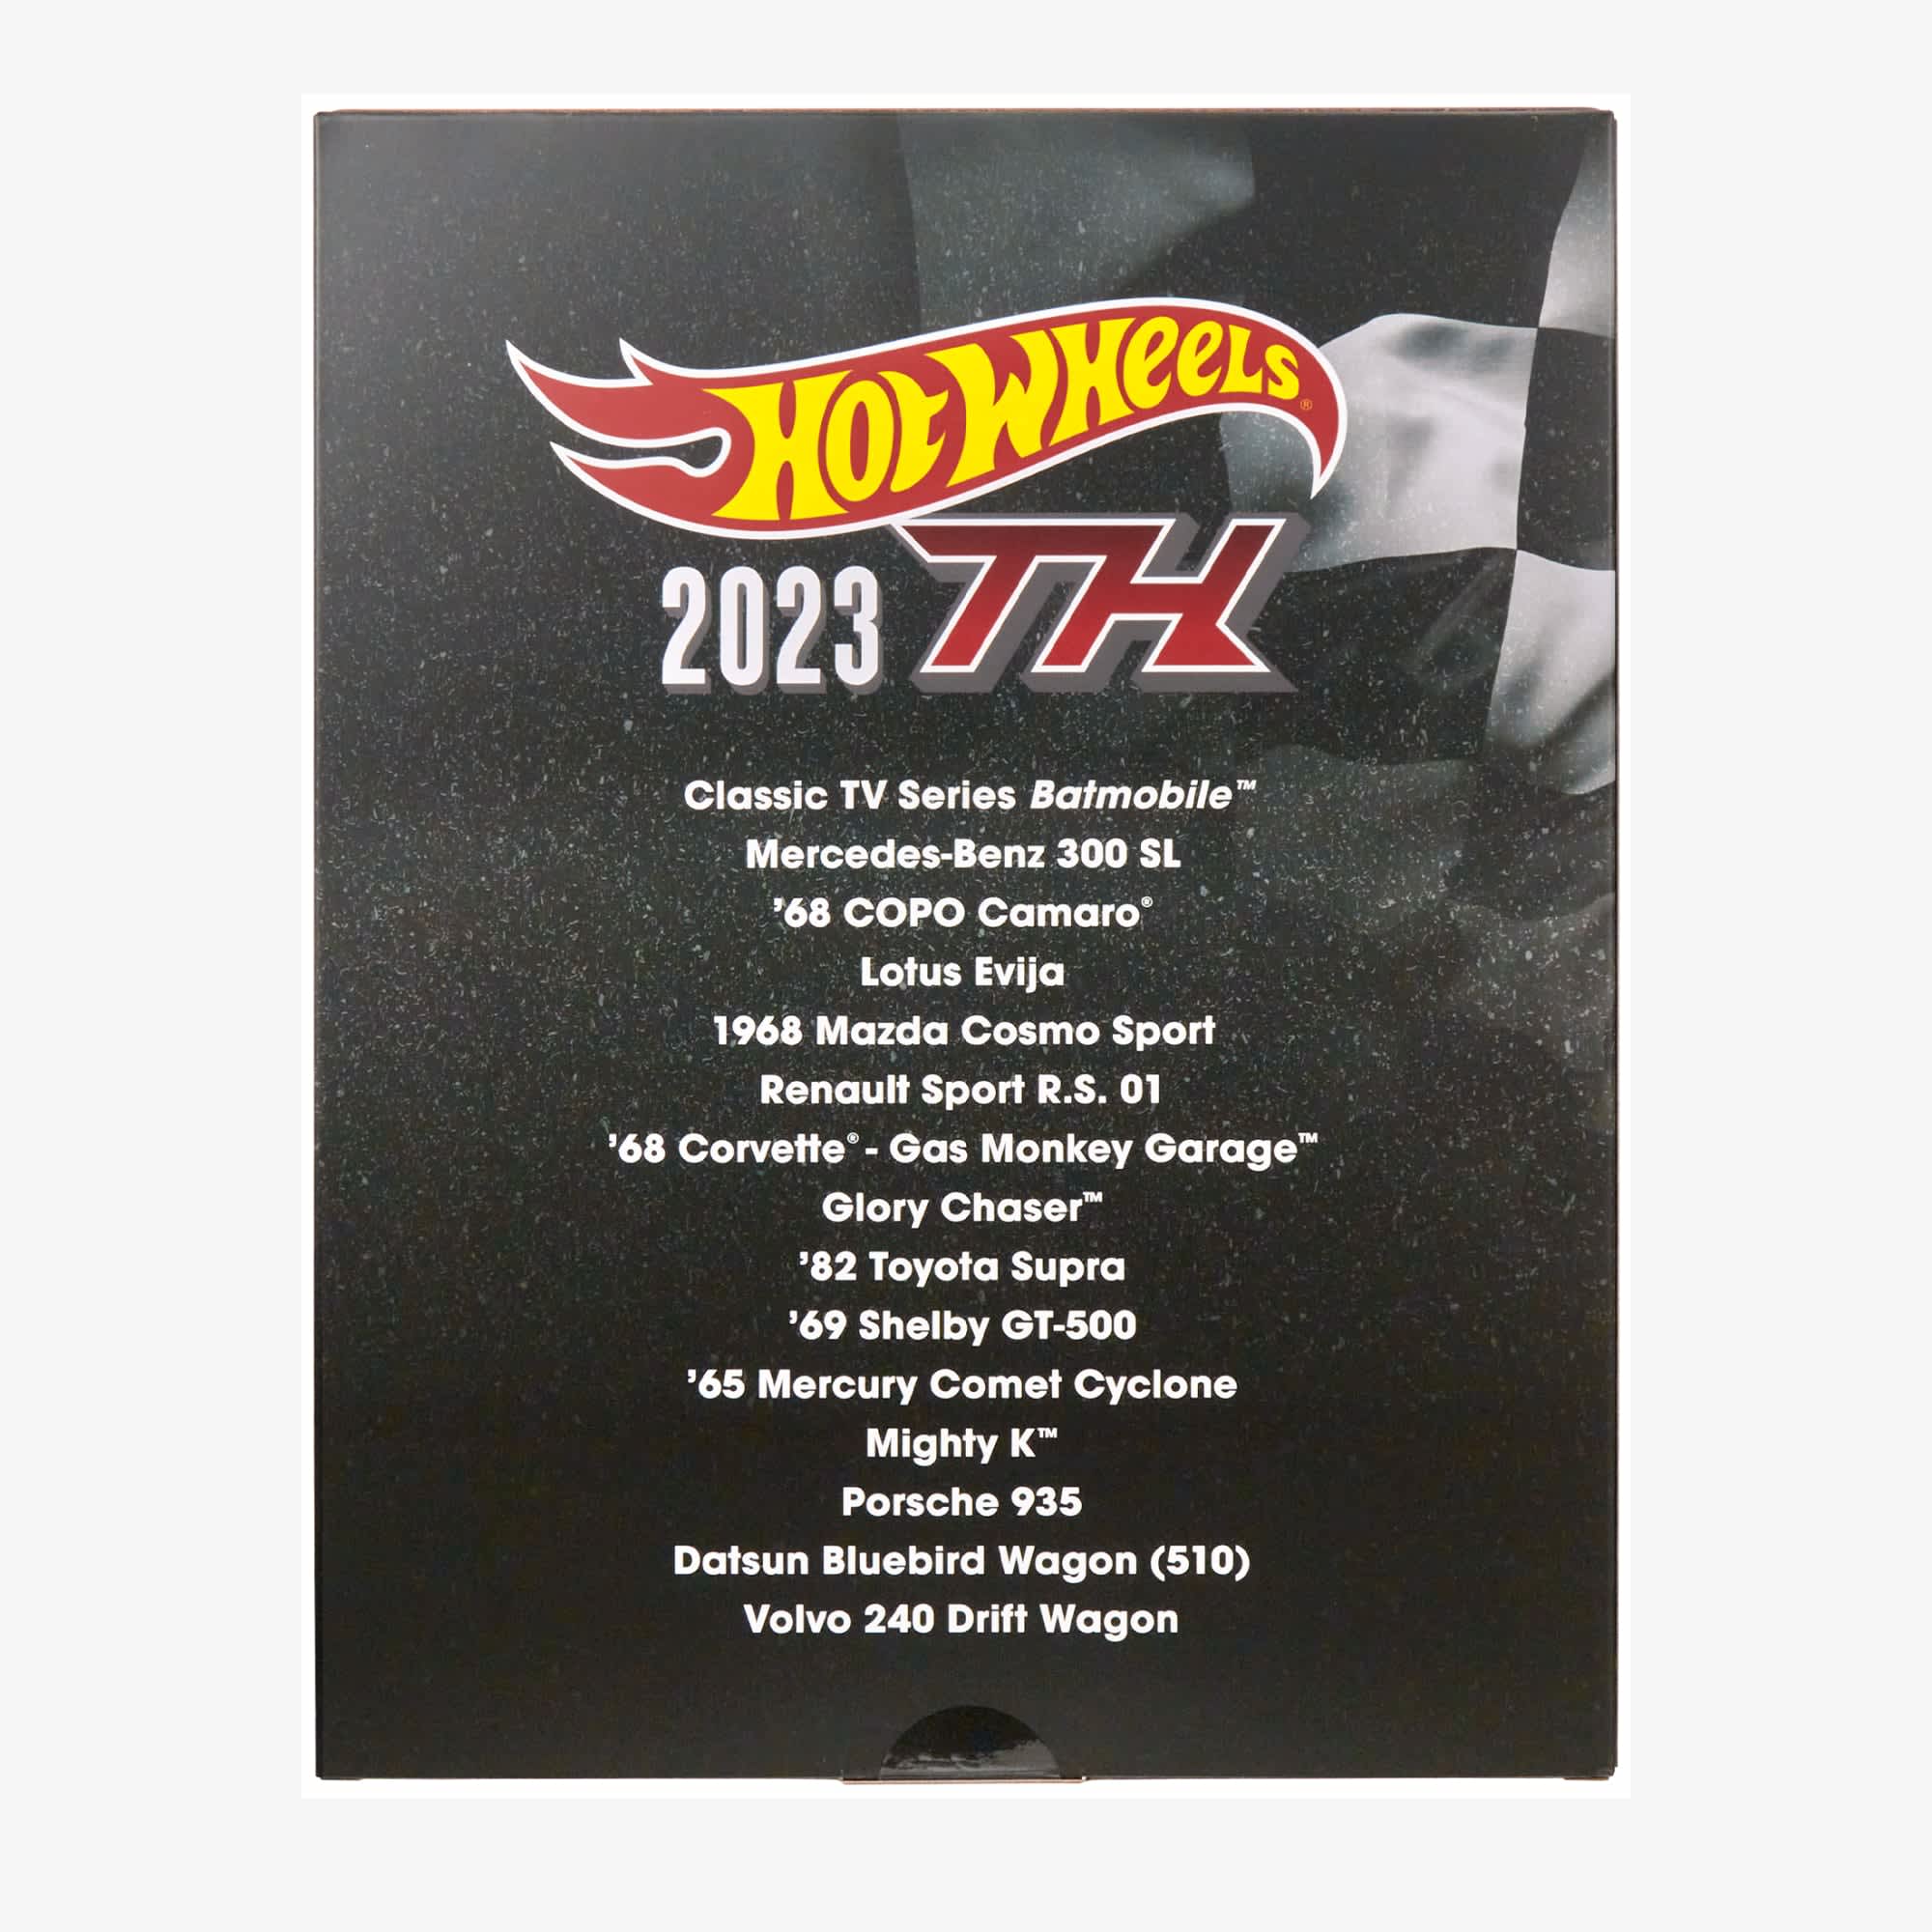 Hot Wheels®
2023 TH
Classic TV Series Batmobile™
Mercedes-Benz 300 SL
’68 COPO Camaro®
Lotus Evija
1968 Mazda Cosmo Sport
Renault Sport R.S. 01
’68 Corvette® - Gas Monkey Garage™
Glory Chaser™
’82 Toyota Supra
’69 Shelby GT-500
’65 Mercury Comet Cyclone
Mighty K™
Porsche 935
Datsun Bluebird Wagon (510)
Volvo 240 Drift Wagon